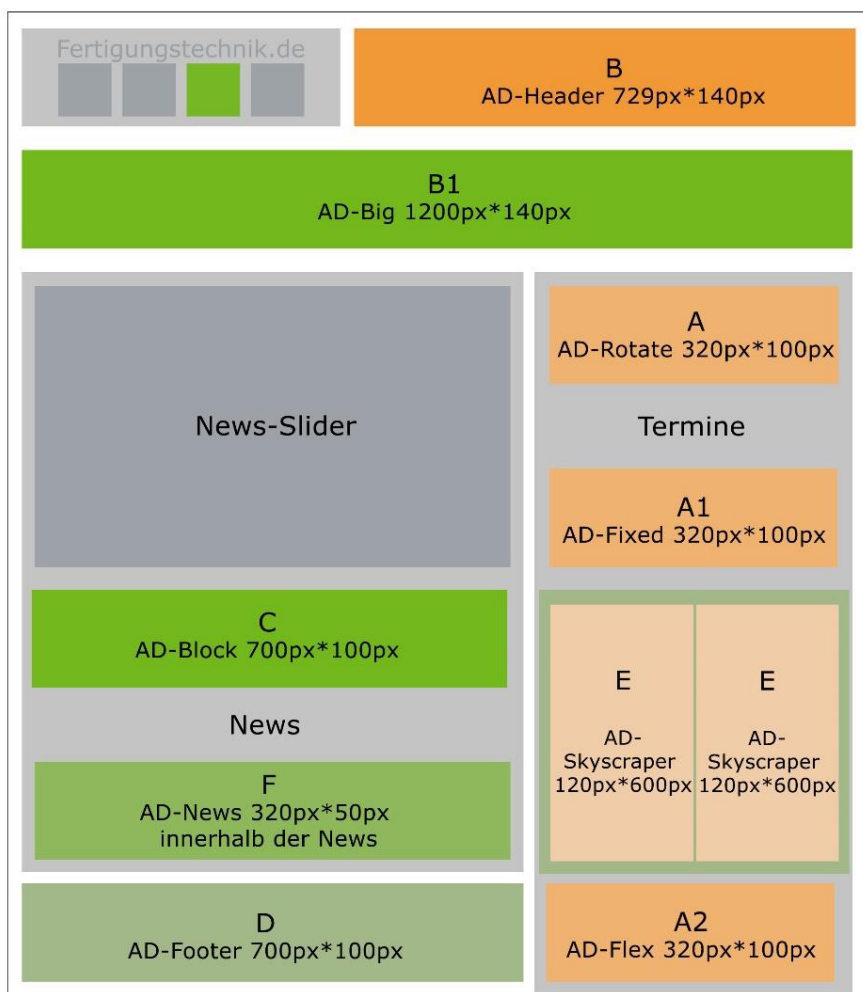 Fertigungstechnik.de
B
AD-Header 729px*140px
B1
AD-Big 1200px*140px
News-Slider
A
AD-Rotate 320px*100px
Termine
A1
AD-Fixed 320px*100px
C
AD-Block 700px*100px
News
F
AD-News 320px*50px
innerhalb der News
E
AD-
Skyscraper
120px*600px
E
AD-
Skyscraper
120px*600px
D
AD-Footer 700px*100px
A2
AD-Flex 320px*100px